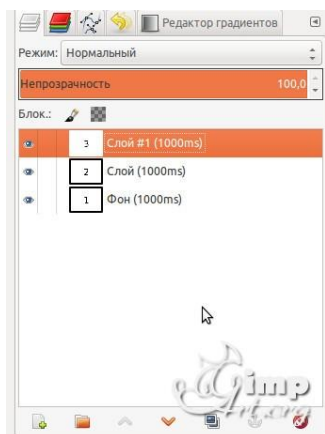 Редактор градиентов
Режим: Нормальный
Непрозрачность 100,0
Блок.:
3 Слой #1 (1000ms)
2 Слой (1000ms)
1 Фон (1000ms)
Gimp
Art.org